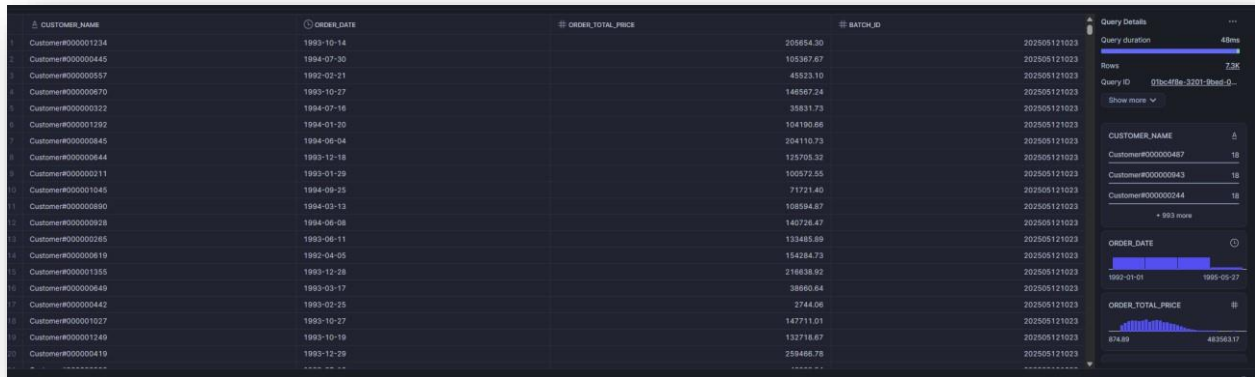 CUSTOMER_NAME ORDER_DATE ORDER_TOTAL_PRICE BATCH_ID
1 Customer#000001234 1993-10-14 205654.30 202505121023
2 Customer#000000445 1994-07-30 105367.67 202505121023
3 Customer#000000557 1992-02-21 45523.10 202505121023
4 Customer#000000670 1993-10-27 146567.24 202505121023
5 Customer#000000322 1994-07-16 35831.73 202505121023
6 Customer#000001292 1994-01-20 104190.66 202505121023
7 Customer#000000845 1994-06-04 204110.73 202505121023
8 Customer#000000644 1993-12-18 125705.32 202505121023
9 Customer#000000211 1993-01-29 100572.55 202505121023
10 Customer#000001045 1994-09-25 71721.40 202505121023
11 Customer#000000890 1994-03-13 108594.87 202505121023
12 Customer#000000928 1994-06-08 140726.47 202505121023
13 Customer#000000265 1993-06-11 133485.89 202505121023
14 Customer#000000619 1992-04-05 154284.73 202505121023
15 Customer#000001355 1993-12-28 216638.92 202505121023
16 Customer#000000649 1993-03-17 38660.64 202505121023
17 Customer#000000442 1993-02-25 2744.06 202505121023
18 Customer#000001027 1993-10-27 147711.01 202505121023
19 Customer#000001249 1993-10-19 132716.67 202505121023
20 Customer#000000419 1993-12-29 259466.78 202505121023
Query Details ...
Query duration 48ms
Rows 7.3K
Query ID 01bc4f8e-3201-9bed-0...
Show more
CUSTOMER_NAME
Customer#000000487 18
Customer#000000943 18
Customer#000000244 18
+ 993 more
ORDER_DATE
1992-01-01 1995-05-27
ORDER_TOTAL_PRICE #
874.89 483563.17